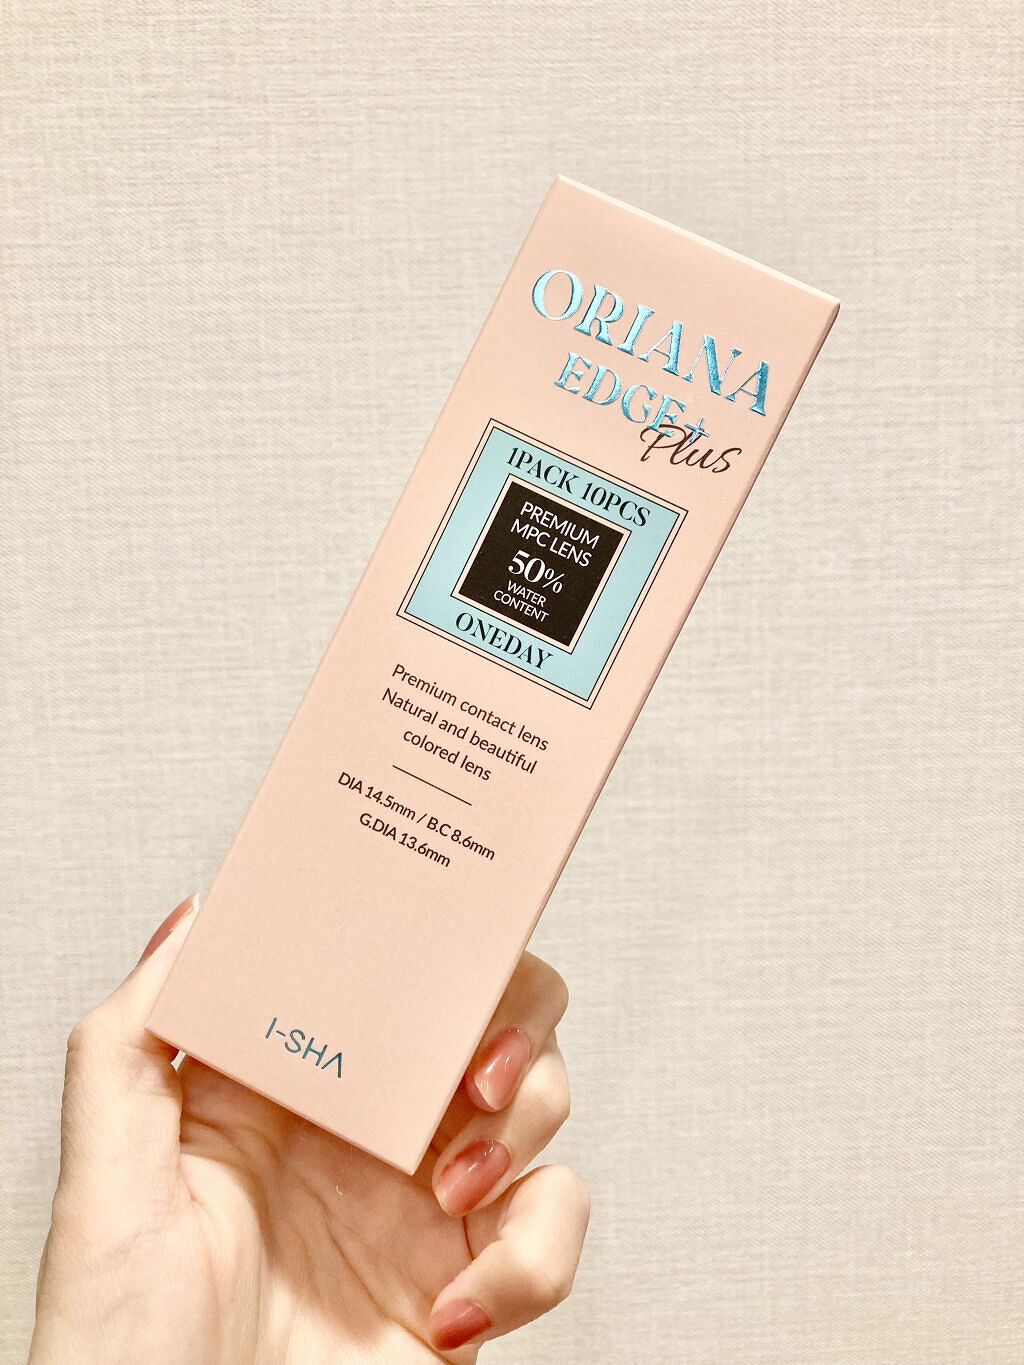 ORIANA
EDGE+
Plus
1PACK 10PCS
PREMIUM
MPC LENS
50%
WATER
CONTENT
ONEDAY
Premium contact lens
Natural and beautiful
colored lens
DIA 14.5mm / B.C 8.6mm
G.DIA 13.6mm
I-SHA